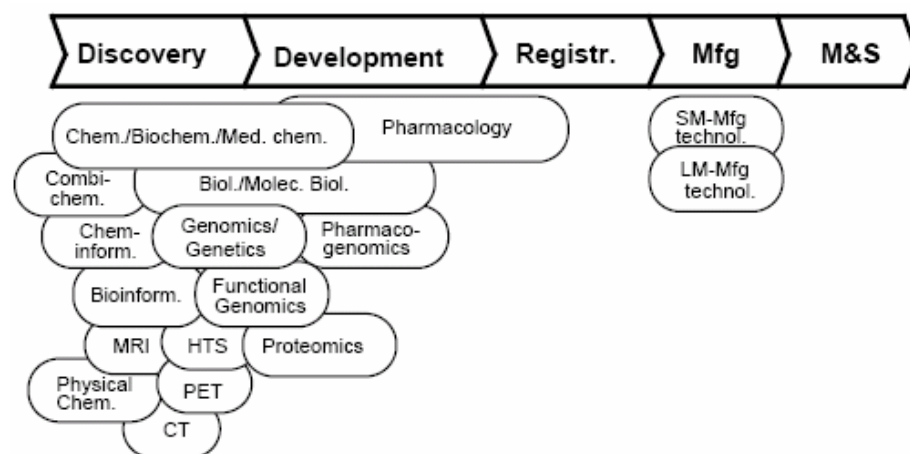 Discovery
Development
Registr.
Mfg
M&S
Chem./Biochem./Med. chem.
Pharmacology
SM-Mfg
technol.
Combi-
chem.
Biol./Molec. Biol.
LM-Mfg
technol.
Chem-
inform.
Genomics/
Genetics
Pharmaco-
genomics
Bioinform.
Functional
Genomics
MRI
HTS
Proteomics
Physical
Chem.
PET
CT